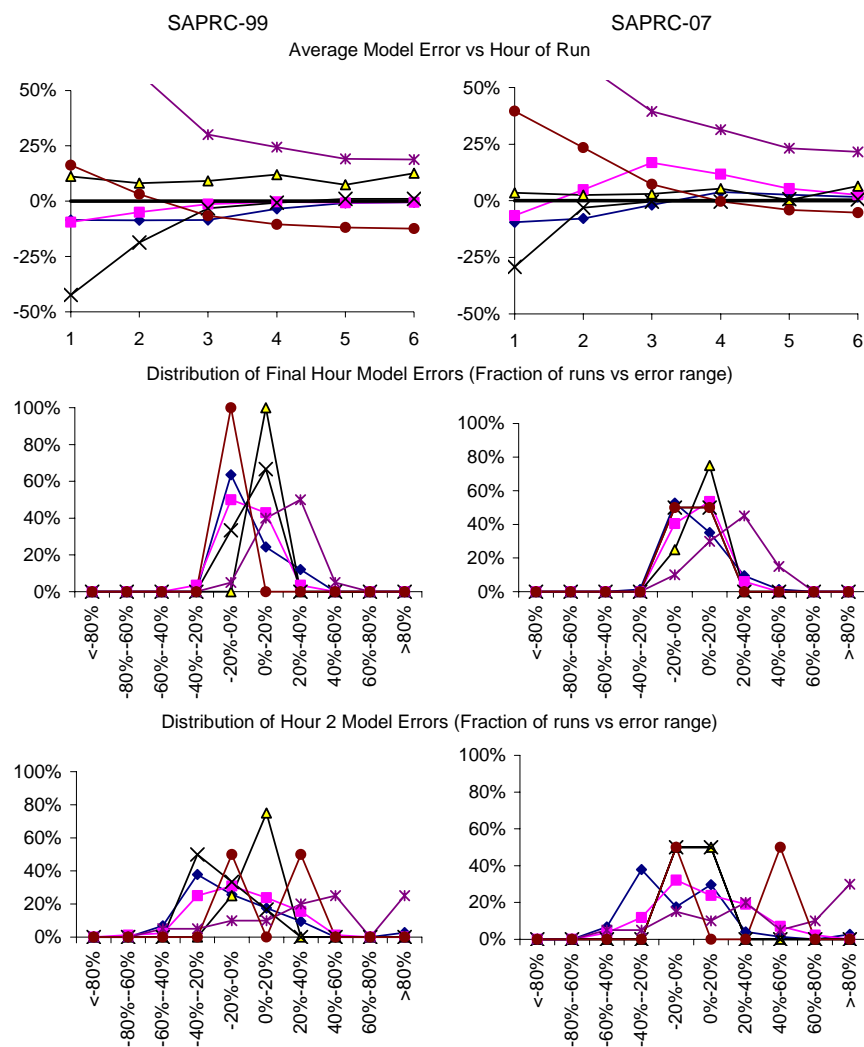 SAPRC-99 SAPRC-07
Average Model Error vs Hour of Run
50% 50%
25% 25%
0% 0%
-25% -25%
-50% -50%
1 2 3 4 5 6 1 2 3 4 5 6
Distribution of Final Hour Model Errors (Fraction of runs vs error range)
100% 100%
80% 80%
60% 60%
40% 40%
20% 20%
0% 0%
<-80% -80%--60% -60%--40% -40%--20% -20%-0% 0%-20% 20%-40% 40%-60% 60%-80% >80% <-80% -80%--60% -60%--40% -40%--20% -20%-0% 0%-20% 20%-40% 40%-60% 60%-80% >80%
Distribution of Hour 2 Model Errors (Fraction of runs vs error range)
100% 100%
80% 80%
60% 60%
40% 40%
20% 20%
0% 0%
<-80% -80%--60% -60%--40% -40%--20% -20%-0% 0%-20% 20%-40% 40%-60% 60%-80% >80% <-80% -80%--60% -60%--40% -40%--20% -20%-0% 0%-20% 20%-40% 40%-60% 60%-80% >80%